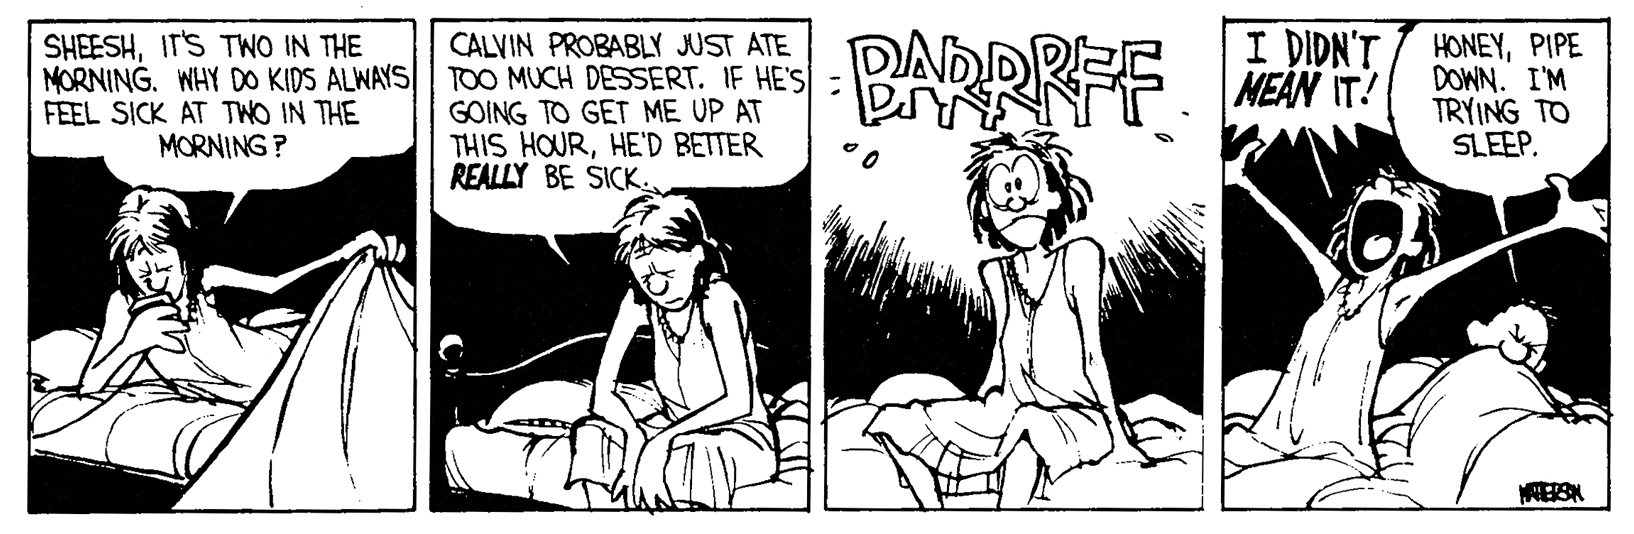 SHEESH, IT'S TWO IN THE
MORNING. WHY DO KIDS ALWAYS
FEEL SICK AT TWO IN THE
MORNING?
CALVIN PROBABLY JUST ATE
TOO MUCH DESSERT. IF HE'S
GOING TO GET ME UP AT
THIS HOUR, HE'D BETTER
REALLY BE SICK.
BARRRFF
I DIDN'T
MEAN IT!
HONEY, PIPE
DOWN. I'M
TRYING TO
SLEEP.
WATTERSON